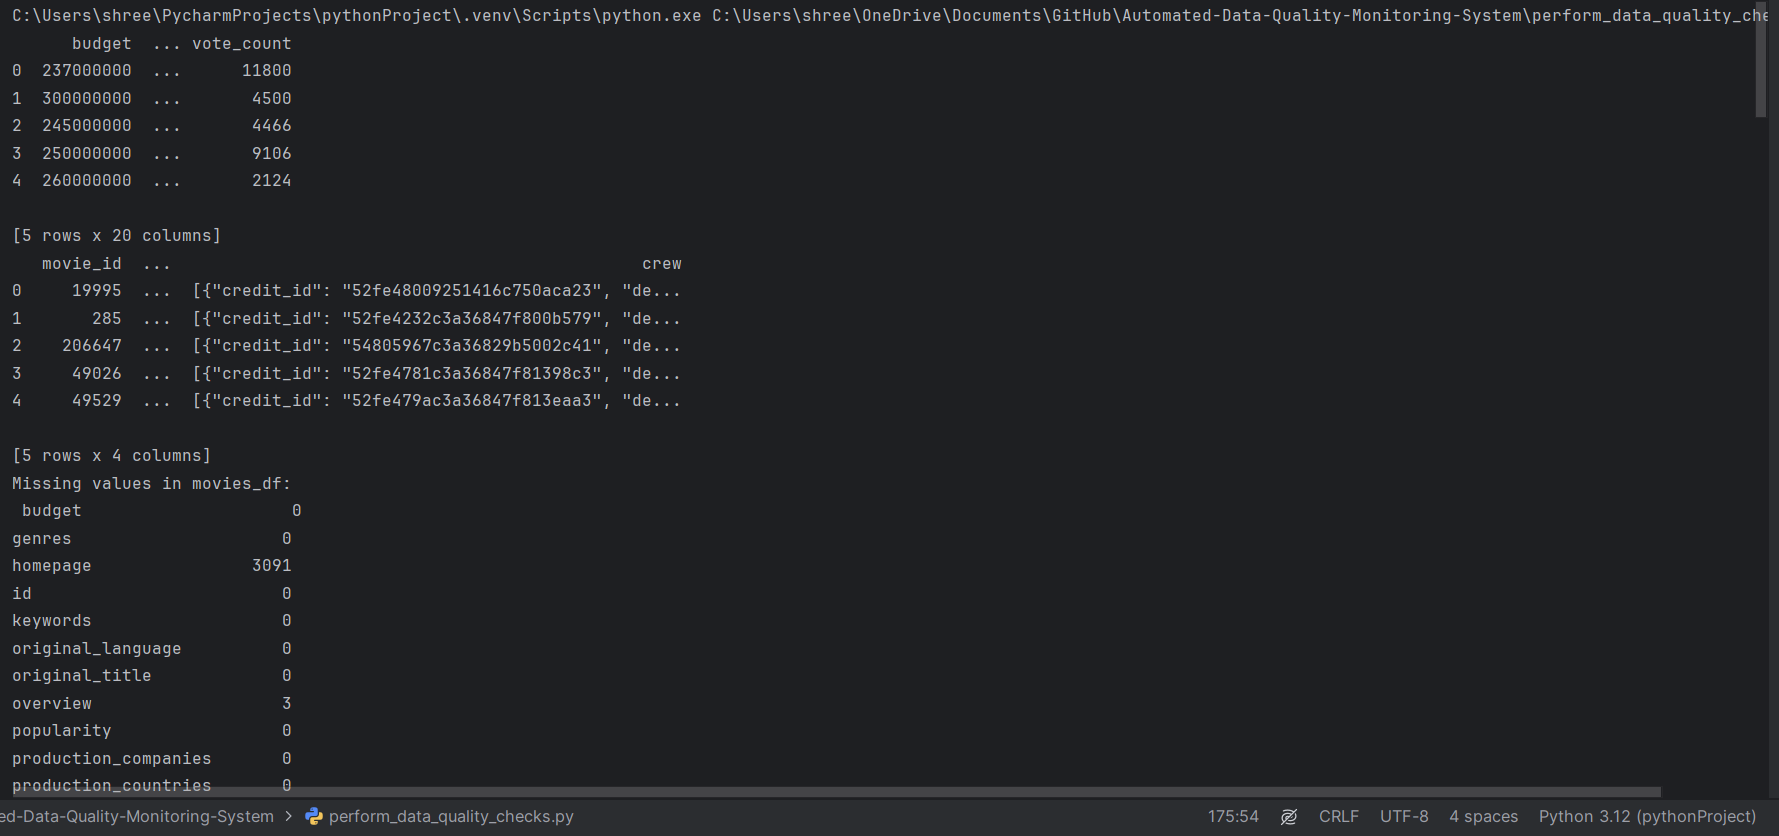 C:\Users\shree\PycharmProjects\pythonProject\.venv\Scripts\python.exe C:\Users\shree\OneDrive\Documents\GitHub\Automated-Data-Quality-Monitoring-System\perform_data_quality_che
budget ... vote_count
0 237000000 ... 11800
1 300000000 ... 4500
2 245000000 ... 4466
3 250000000 ... 9106
4 260000000 ... 2124
[5 rows x 20 columns]
movie_id ... crew
0 19995 ... [{"credit_id": "52fe48009251416c750aca23", "de...
1 285 ... [{"credit_id": "52fe4232c3a36847f800b579", "de...
2 206647 ... [{"credit_id": "54805967c3a36829b5002c41", "de...
3 49026 ... [{"credit_id": "52fe4781c3a36847f81398c3", "de...
4 49529 ... [{"credit_id": "52fe479ac3a36847f813eaa3", "de...
[5 rows x 4 columns]
Missing values in movies_df:
budget 0
genres 0
homepage 3091
id 0
keywords 0
original_language 0
original_title 0
overview 3
popularity 0
production_companies 0
production_countries 0
ed-Data-Quality-Monitoring-System > perform_data_quality_checks.py 175:54 CRLF UTF-8 4 spaces Python 3.12 (pythonProject)